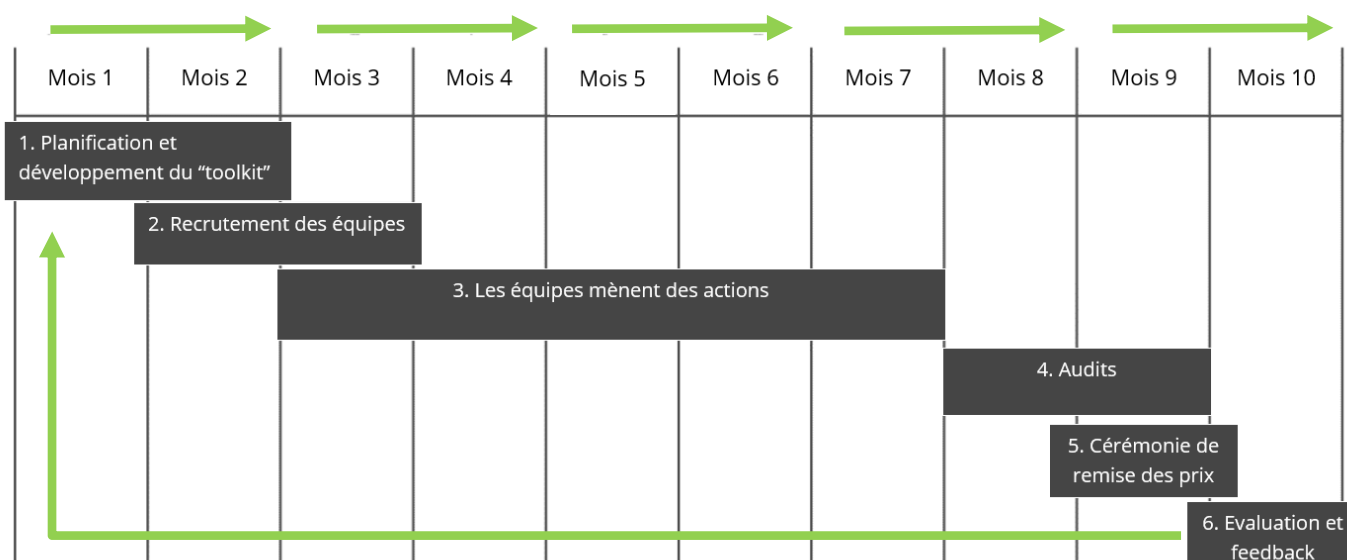 Mois 1 Mois 2 Mois 3 Mois 4 Mois 5 Mois 6 Mois 7 Mois 8 Mois 9 Mois 10
1. Planification et
développement du “toolkit”
2. Recrutement des équipes
3. Les équipes mènent des actions
4. Audits
5. Cérémonie de
remise des prix
6. Evaluation et
feedback